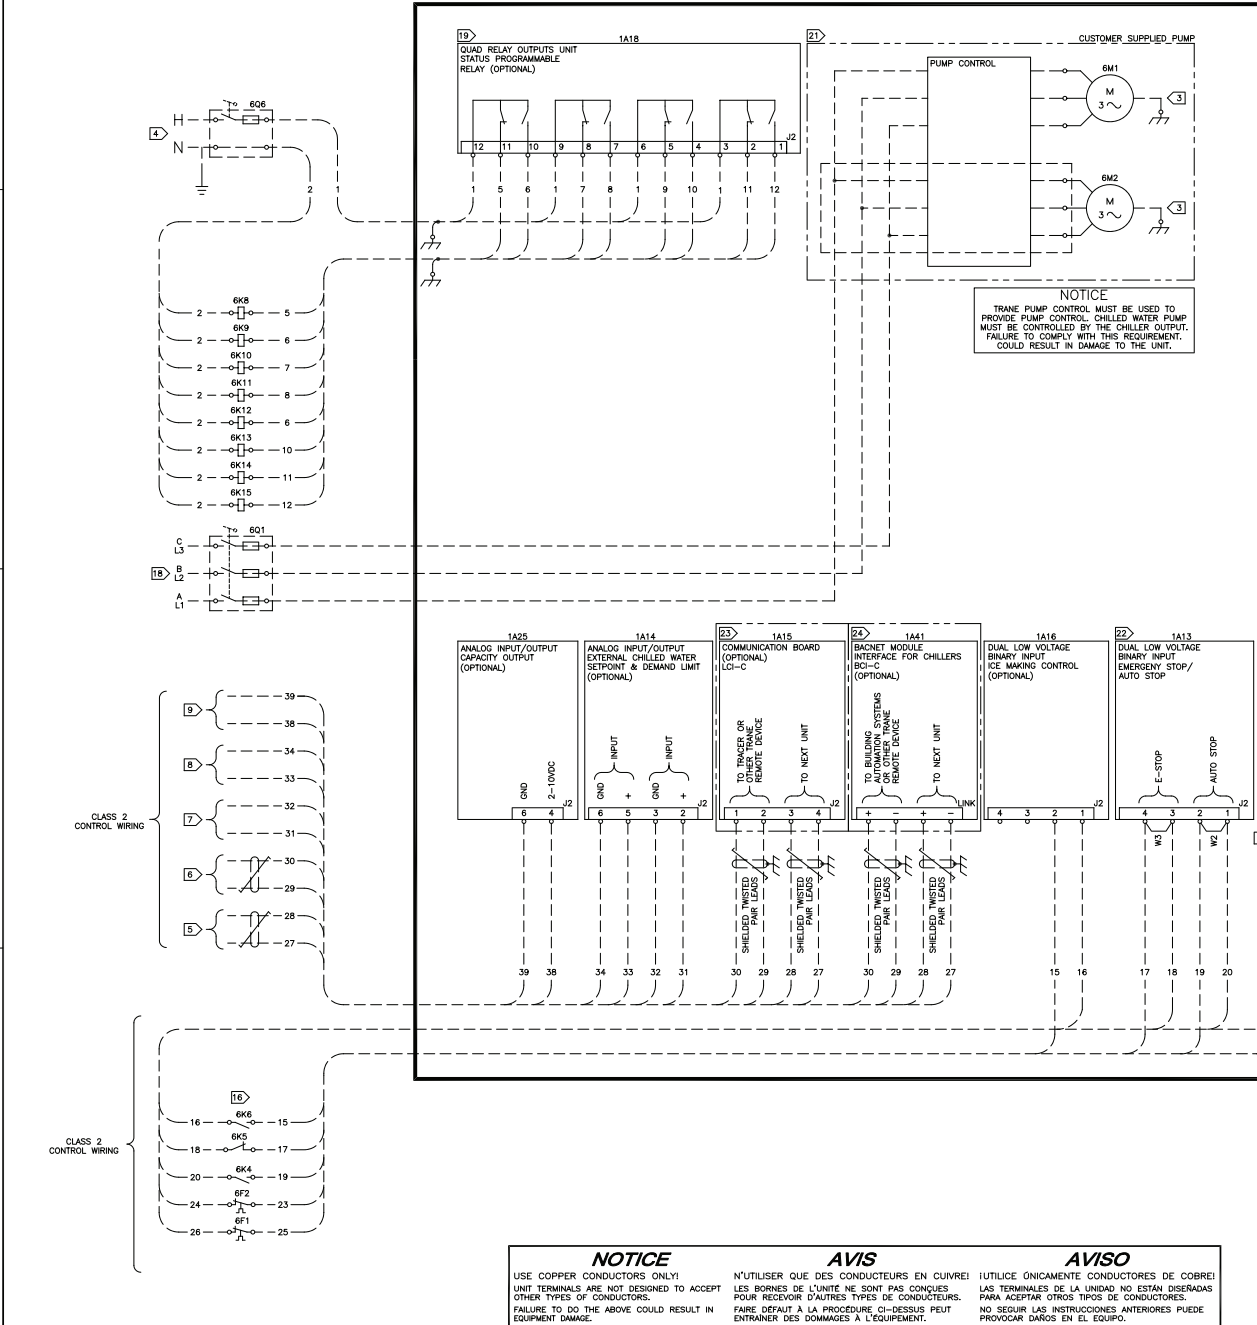 19
1A18
QUAD RELAY OUTPUTS UNIT
STATUS PROGRAMMABLE
RELAY (OPTIONAL)
J2
12 11 10 9 8 7 6 5 4 3 2 1
1 5 6 1 7 8 1 9 10 1 11 12
21
CUSTOMER SUPPLIED PUMP
PUMP CONTROL
6M1
M
3
3
6M2
M
3
3
NOTICE
TRANE PUMP CONTROL MUST BE USED TO
PROVIDE PUMP CONTROL. CHILLED WATER PUMP
MUST BE CONTROLLED BY THE CHILLER OUTPUT.
FAILURE TO COMPLY WITH THIS REQUIREMENT.
COULD RESULT IN DAMAGE TO THE UNIT.
6Q6
4
H
N
2 1
6K8
2 5
6K9
2 6
6K10
2 7
6K11
2 8
6K12
2 6
6K13
2 10
6K14
2 11
6K15
2 12
6Q1
18
C
L3
B
L2
A
L1
1A25
ANALOG INPUT/OUTPUT
CAPACITY OUTPUT
(OPTIONAL)
GND
2-10VDC
J2
6 4
39 38
1A14
ANALOG INPUT/OUTPUT
EXTERNAL CHILLED WATER
SETPOINT & DEMAND LIMIT
(OPTIONAL)
INPUT
INPUT
GND
+
GND
+
J2
6 5 3 2
34 33 32 31
23
1A15
COMMUNICATION BOARD
(OPTIONAL)
LCI-C
TO TRACER OR
OTHER TRANE
REMOTE DEVICE
TO NEXT UNIT
J2
1 2 3 4
SHIELDED TWISTED
PAIR LEADS
SHIELDED TWISTED
PAIR LEADS
30 29 28 27
24
1A41
BACNET MODULE
INTERFACE FOR CHILLERS
BCI-C
(OPTIONAL)
TO BUILDING
AUTOMATION SYSTEMS
OR OTHER TRANE
REMOTE DEVICE
TO NEXT UNIT
LINK
+ - + -
SHIELDED TWISTED
PAIR LEADS
SHIELDED TWISTED
PAIR LEADS
30 29 28 27
1A16
DUAL LOW VOLTAGE
BINARY INPUT
ICE MAKING CONTROL
(OPTIONAL)
J2
4 3 2 1
15 16
22
1A13
DUAL LOW VOLTAGE
BINARY INPUT
EMERGENY STOP/
AUTO STOP
E-STOP
AUTO STOP
J2
4 3 2 1
W3
W2
17 18 19 20
CLASS 2
CONTROL WIRING
9
39
38
8
34
33
7
32
31
6
30
29
5
28
27
CLASS 2
CONTROL WIRING
16
6K6
16 15
6K5
18 17
6K4
20 19
6F2
24 23
6F1
26 25
NOTICE
USE COPPER CONDUCTORS ONLY!
UNIT TERMINALS ARE NOT DESIGNED TO ACCEPT
OTHER TYPES OF CONDUCTORS.
FAILURE TO DO THE ABOVE COULD RESULT IN
EQUIPMENT DAMAGE.
AVIS
N'UTILISER QUE DES CONDUCTEURS EN CUIVRE!
LES BORNES DE L'UNITÉ NE SONT PAS CONÇUES
POUR RECEVOIR D'AUTRES TYPES DE CONDUCTEURS.
FAIRE DÉFAUT À LA PROCÉDURE CI-DESSUS PEUT
ENTRAÎNER DES DOMMAGES À L'ÉQUIPEMENT.
AVISO
¡UTILICE ÚNICAMENTE CONDUCTORES DE COBRE!
LAS TERMINALES DE LA UNIDAD NO ESTÁN DISEÑADAS
PARA ACEPTAR OTROS TIPOS DE CONDUCTORES.
NO SEGUIR LAS INSTRUCCIONES ANTERIORES PUEDE
PROVOCAR DAÑOS EN EL EQUIPO.